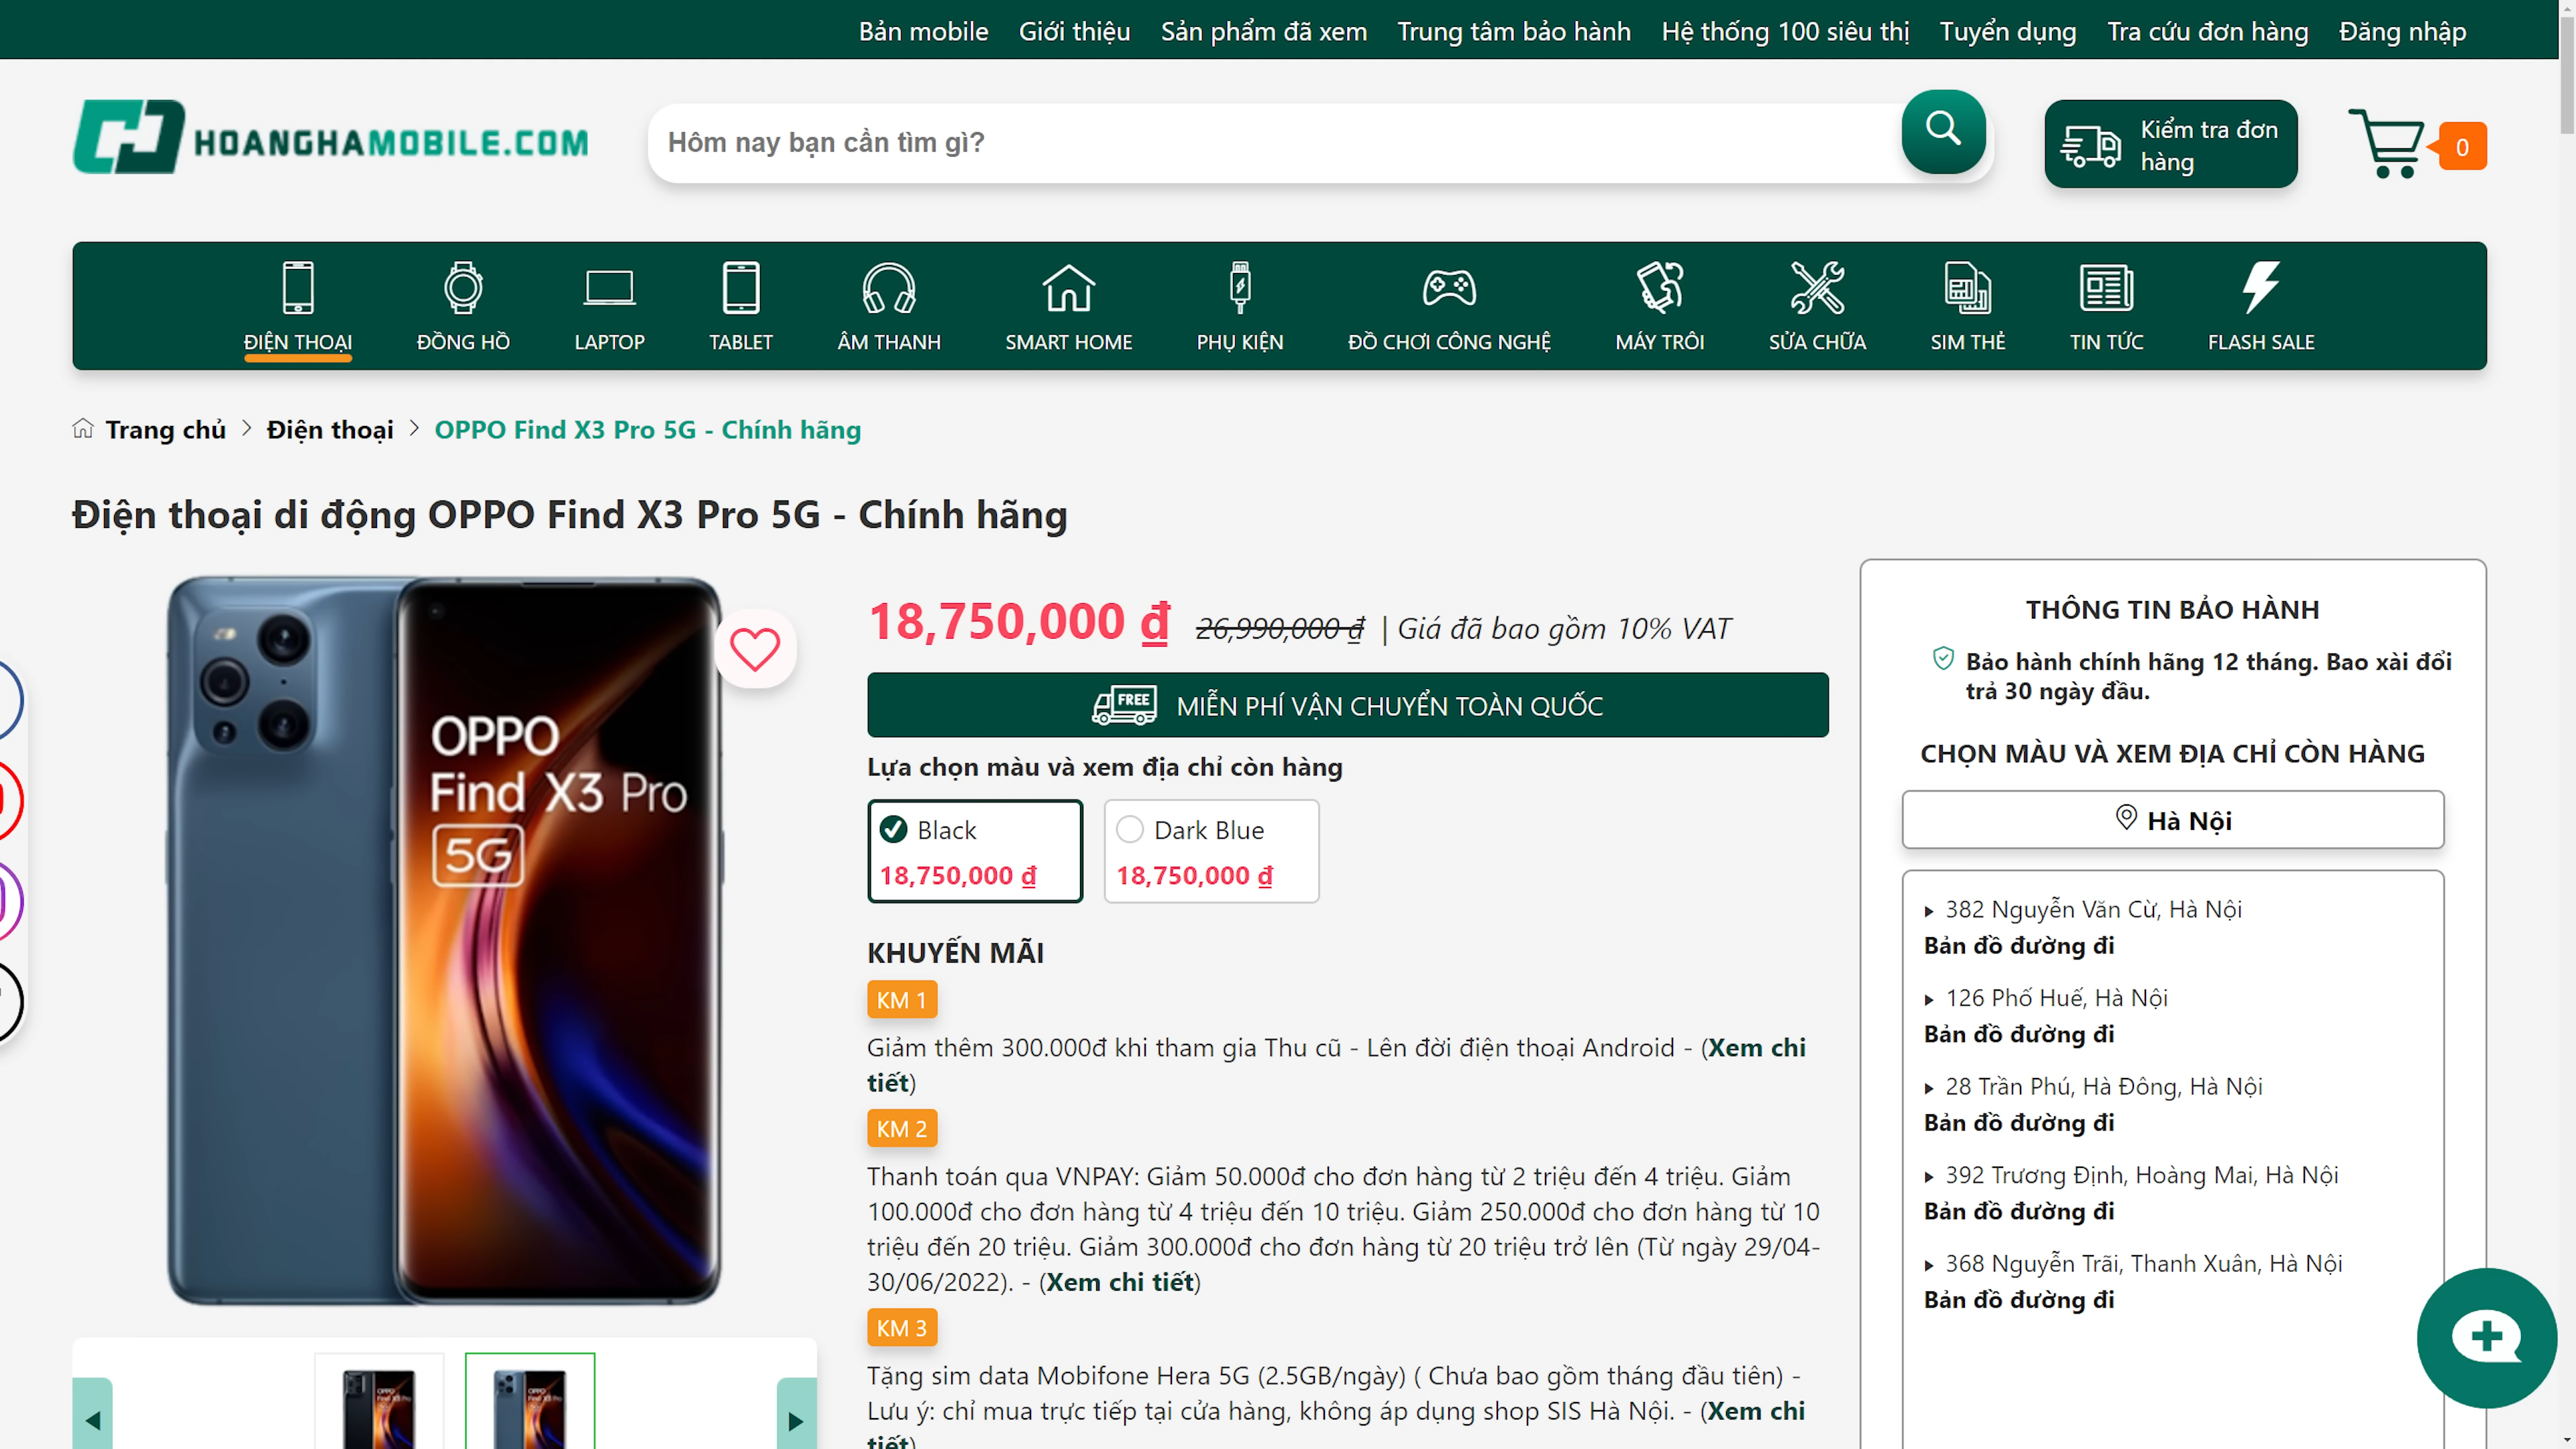 Bản mobile Giới thiệu Sản phẩm đã xem Trung tâm bảo hành Hệ thống 100 siêu thị Tuyển dụng Tra cứu đơn hàng Đăng nhập
HOANGHAMOBILE.COM
Hôm nay bạn cần tìm gì?
Kiểm tra đơn
hàng
0
ĐIỆN THOẠI ĐỒNG HỒ LAPTOP TABLET ÂM THANH SMART HOME PHỤ KIỆN ĐỒ CHƠI CÔNG NGHỆ MÁY TRÔI SỬA CHỮA SIM THẺ TIN TỨC FLASH SALE
Trang chủ > Điện thoại > OPPO Find X3 Pro 5G - Chính hãng
Điện thoại di động OPPO Find X3 Pro 5G - Chính hãng
OPPO
Find X3 Pro
5G
18,750,000 ₫ 26,990,000 ₫ | Giá đã bao gồm 10% VAT
FREE MIỄN PHÍ VẬN CHUYỂN TOÀN QUỐC
Lựa chọn màu và xem địa chỉ còn hàng
Black Dark Blue
18,750,000 ₫ 18,750,000 ₫
KHUYẾN MÃI
KM 1
Giảm thêm 300.000đ khi tham gia Thu cũ - Lên đời điện thoại Android - (Xem chi
tiết)
KM 2
Thanh toán qua VNPAY: Giảm 50.000đ cho đơn hàng từ 2 triệu đến 4 triệu. Giảm
100.000đ cho đơn hàng từ 4 triệu đến 10 triệu. Giảm 250.000đ cho đơn hàng từ 10
triệu đến 20 triệu. Giảm 300.000đ cho đơn hàng từ 20 triệu trở lên (Từ ngày 29/04-
30/06/2022). - (Xem chi tiết)
KM 3
Tặng sim data Mobifone Hera 5G (2.5GB/ngày) ( Chưa bao gồm tháng đầu tiên) -
Lưu ý: chỉ mua trực tiếp tại cửa hàng, không áp dụng shop SIS Hà Nội. - (Xem chi
tiết)
THÔNG TIN BẢO HÀNH
Bảo hành chính hãng 12 tháng. Bao xài đổi
trả 30 ngày đầu.
CHỌN MÀU VÀ XEM ĐỊA CHỈ CÒN HÀNG
Hà Nội
382 Nguyễn Văn Cừ, Hà Nội
Bản đồ đường đi
126 Phố Huế, Hà Nội
Bản đồ đường đi
28 Trần Phú, Hà Đông, Hà Nội
Bản đồ đường đi
392 Trương Định, Hoàng Mai, Hà Nội
Bản đồ đường đi
368 Nguyễn Trãi, Thanh Xuân, Hà Nội
Bản đồ đường đi